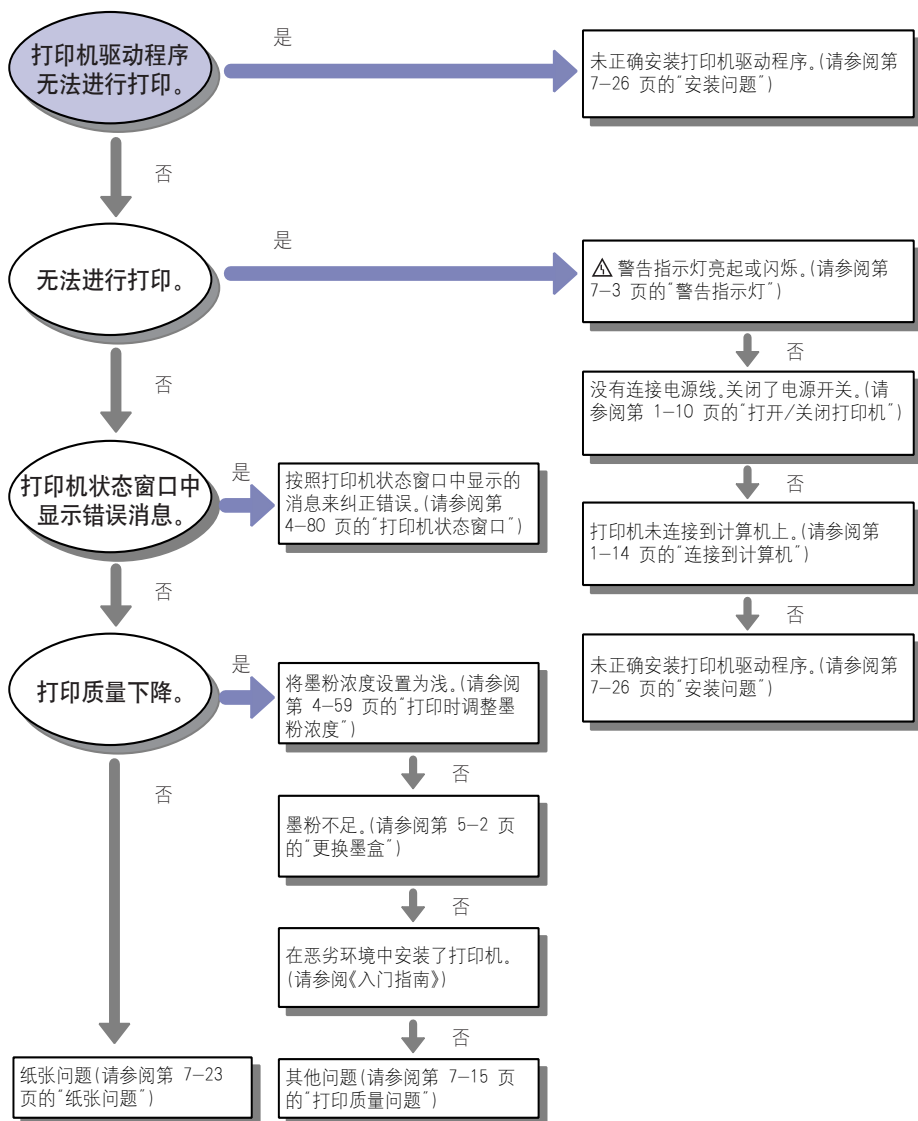 打印机驱动程序
无法进行打印。
是
未正确安装打印机驱动程序。(请参阅第
7-26 页的“安装问题”)
否
无法进行打印。
是
警告指示灯亮起或闪烁。(请参阅第
7-3 页的“警告指示灯”)
否
没有连接电源线。关闭了电源开关。(请
参阅第 1-10 页的“打开/关闭打印机”)
否
打印机未连接到计算机上。(请参阅第
1-14 页的“连接到计算机”)
否
未正确安装打印机驱动程序。(请参阅第
7-26 页的“安装问题”)
否
打印机状态窗口中
显示错误消息。
是
按照打印机状态窗口中显示的
消息来纠正错误。(请参阅第
4-80 页的“打印机状态窗口”)
否
打印质量下降。
是
将墨粉浓度设置为浅。(请参阅
第 4-59 页的“打印时调整墨
粉浓度”)
否
墨粉不足。(请参阅第 5-2 页
的“更换墨盒”)
否
在恶劣环境中安装了打印机。
(请参阅《入门指南》)
否
其他问题(请参阅第 7-15 页
的“打印质量问题”)
否
纸张问题(请参阅第 7-23
页的“纸张问题”)